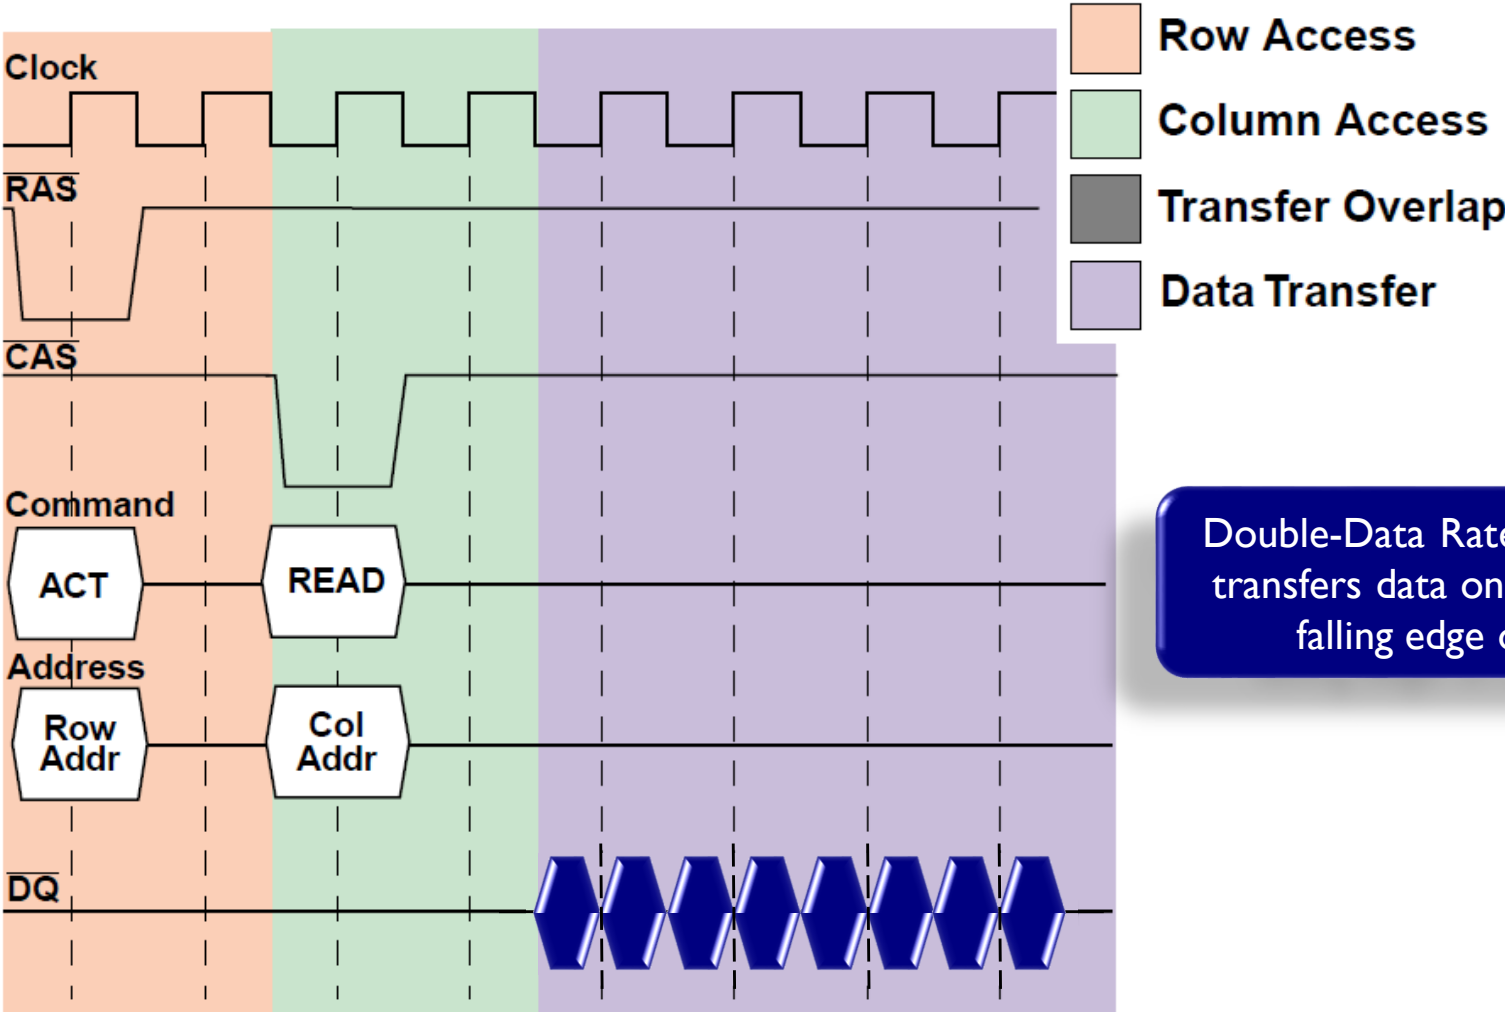 Clock
RAS
CAS
Command
ACT
READ
Address
Row
Addr
Col
Addr
DQ
Row Access
Column Access
Transfer Overlap
Data Transfer
Double-Data Rate
transfers data on
falling edge